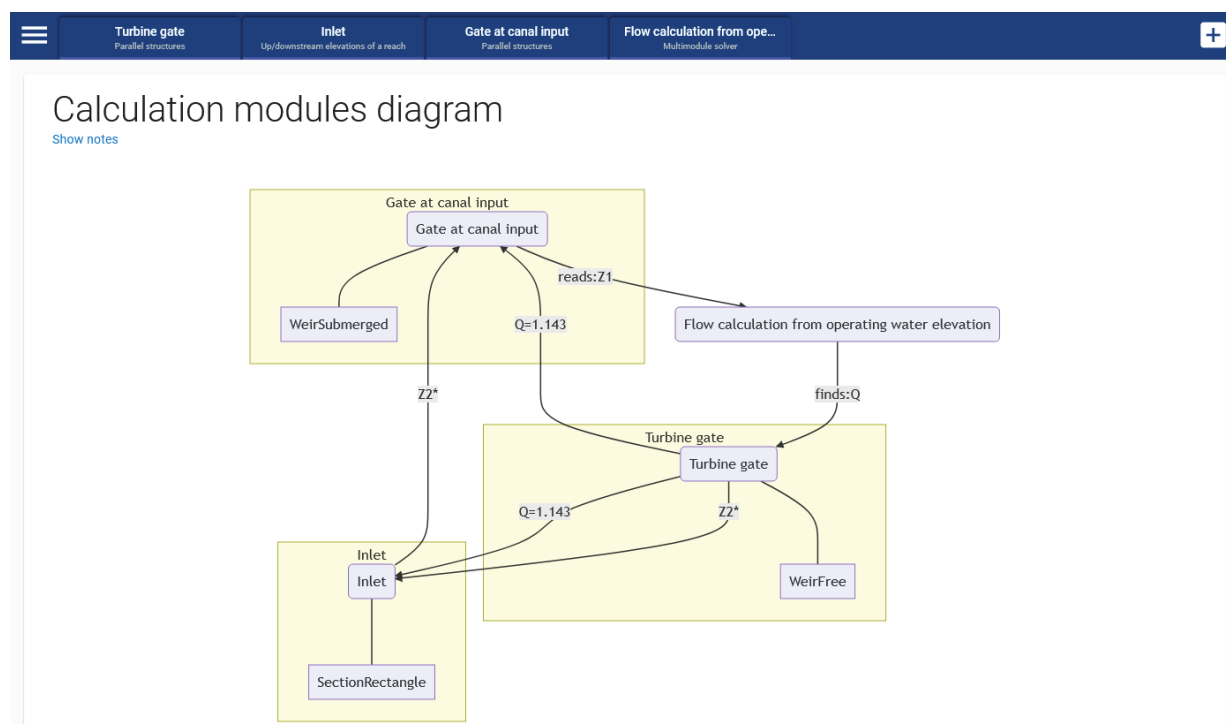 Turbine gate
Parallel structures
Inlet
Up/downstream elevations of a reach
Gate at canal input
Parallel structures
Flow calculation from ope...
Multimodule solver
Calculation modules diagram
Show notes
Gate at canal input
Gate at canal input
reads:Z1
WeirSubmerged
Q=1.143
Flow calculation from operating water elevation
Z2*
finds:Q
Turbine gate
Turbine gate
Q=1.143
Z2*
Inlet
Inlet
WeirFree
SectionRectangle